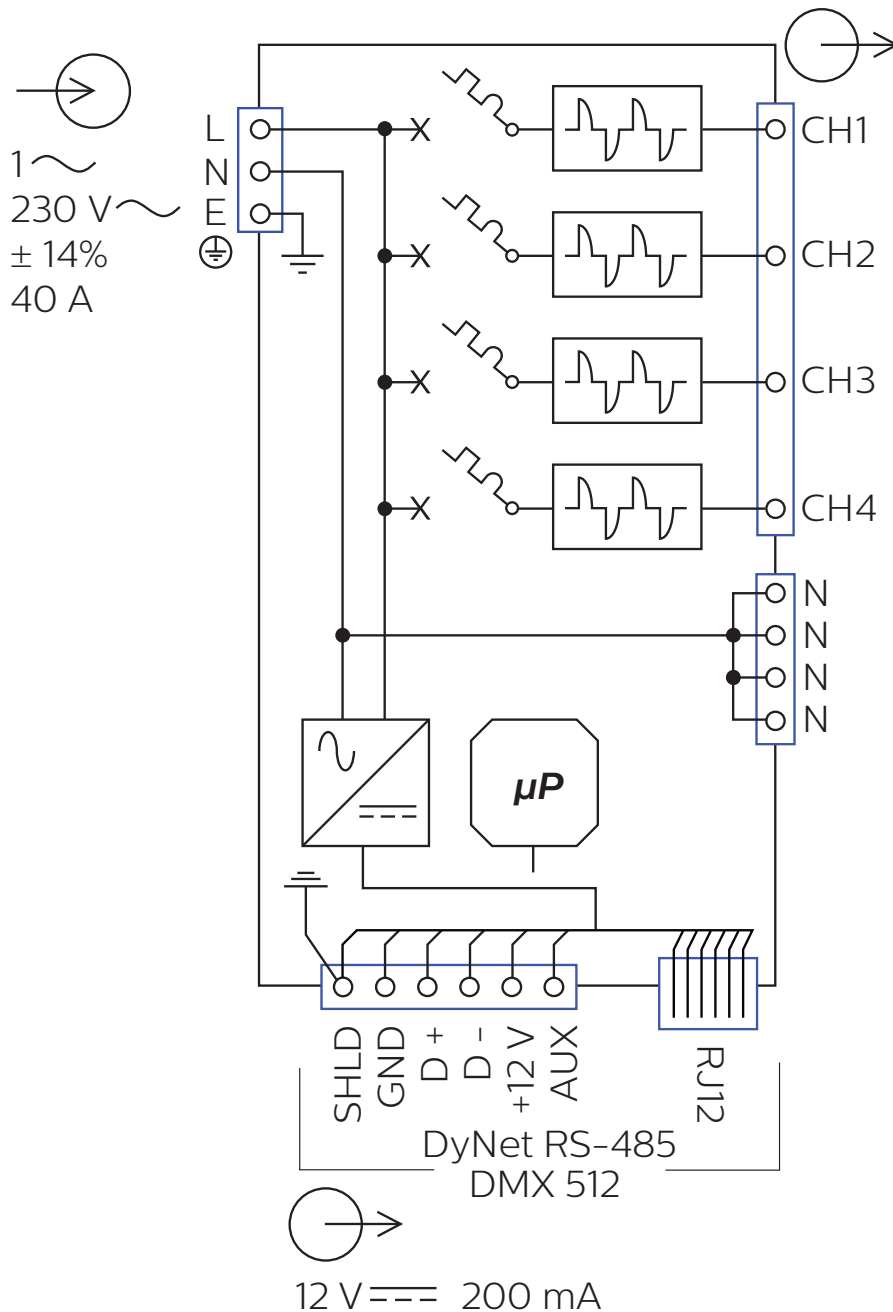 L
N
E
1
230 V
± 14%
40 A
CH1
CH2
CH3
CH4
N
N
N
N
µP
SHLD
GND
D +
D -
+12 V
AUX
RJ12
DyNet RS-485
DMX 512
12 V 200 mA